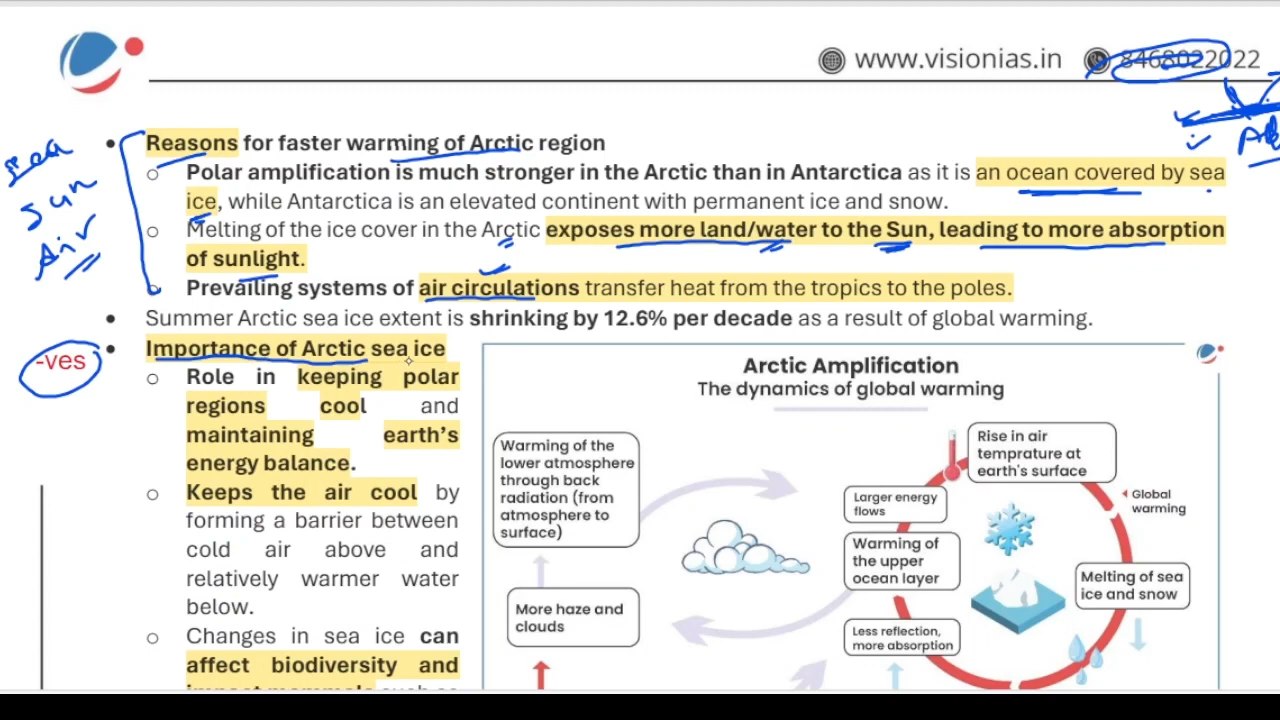 www.visionias.in 8468022022
Sea
Sun
Air
• Reasons for faster warming of Arctic region
○ Polar amplification is much stronger in the Arctic than in Antarctica as it is an ocean covered by sea
ice, while Antarctica is an elevated continent with permanent ice and snow.
○ Melting of the ice cover in the Arctic exposes more land/water to the Sun, leading to more absorption
of sunlight.
○ Prevailing systems of air circulations transfer heat from the tropics to the poles.
• Summer Arctic sea ice extent is shrinking by 12.6% per decade as a result of global warming.
-ves
• Importance of Arctic sea ice
○ Role in keeping polar
regions cool and
maintaining earth's
energy balance.
○ Keeps the air cool by
forming a barrier between
cold air above and
relatively warmer water
below.
○ Changes in sea ice can
affect biodiversity and
Arctic Amplification
The dynamics of global warming
Warming of the
lower atmosphere
through back
radiation (from
atmosphere to
surface)
More haze and
clouds
Rise in air
temprature at
earth's surface
Global
warming
Larger energy
flows
Warming of
the upper
ocean layer
Melting of sea
ice and snow
Less reflection,
more absorption